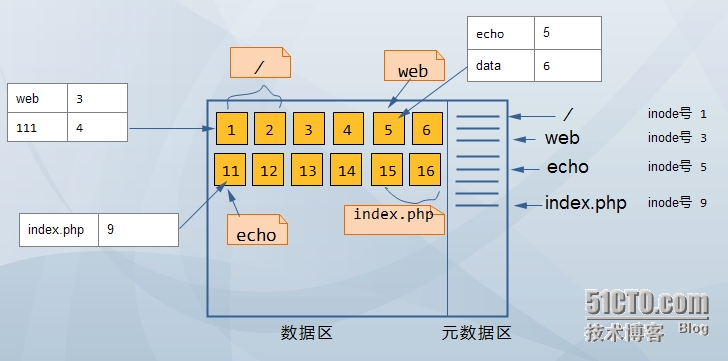 echo 5
data 6
/
web
web 3
111 4
1 2 3 4 5 6
/ inode号 1
web inode号 3
11 12 13 14 15 16
echo inode号 5
index.php inode号 9
index.php
index.php 9
echo
数据区 元数据区
51CTO.com
技术博客 Blog